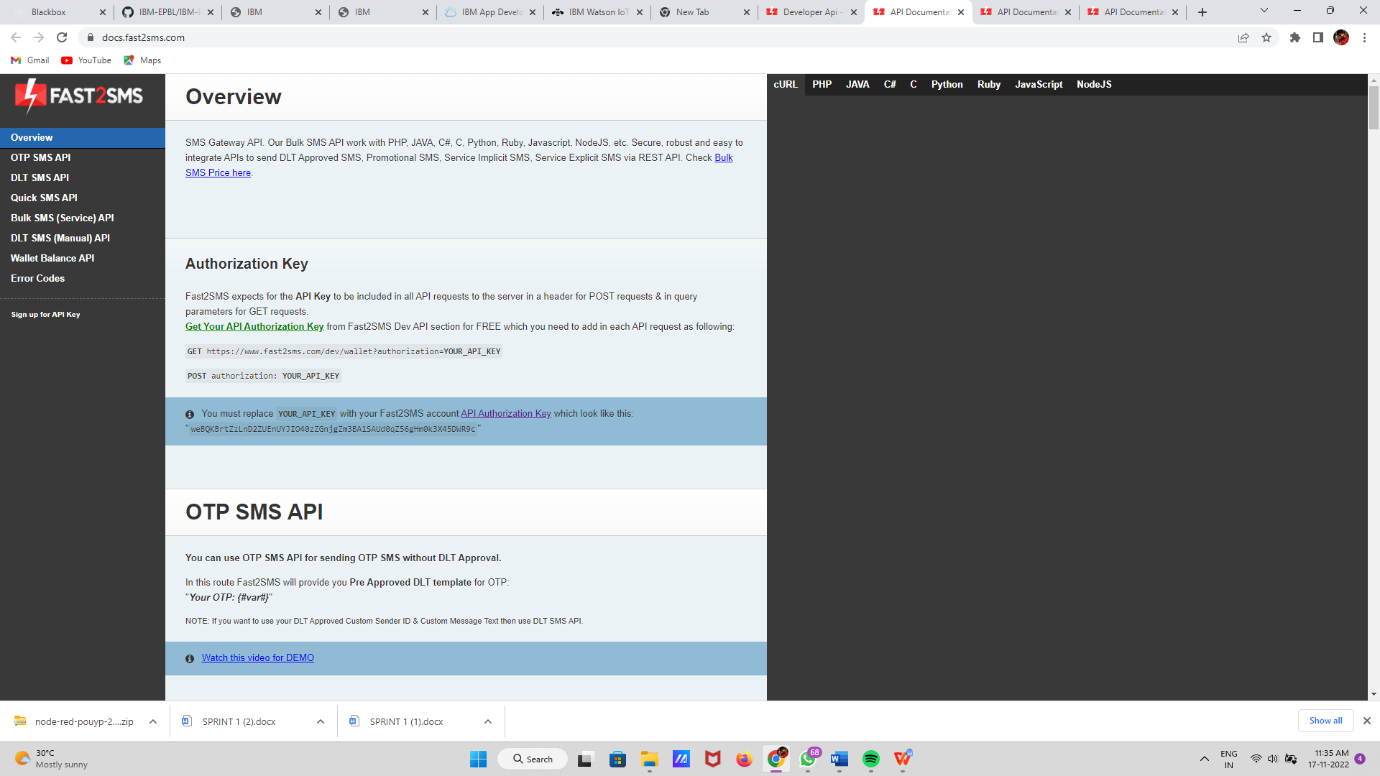 Blackbox
IBM-EPBL/IBM-P
IBM
IBM
IBM App Develo
IBM Watson IoT
New Tab
Developer Api -
API Documentat
API Documentat
API Documentat
docs.fast2sms.com
Gmail
YouTube
Maps
FAST2SMS
Overview
OTP SMS API
DLT SMS API
Quick SMS API
Bulk SMS (Service) API
DLT SMS (Manual) API
Wallet Balance API
Error Codes
Sign up for API Key
Overview
SMS Gateway API. Our Bulk SMS API work with PHP, JAVA, C#, C, Python, Ruby, Javascript, NodeJS, etc. Secure, robust and easy to
integrate APIs to send DLT Approved SMS, Promotional SMS, Service Implicit SMS, Service Explicit SMS via REST API. Check Bulk
SMS Price here.
Authorization Key
Fast2SMS expects for the API Key to be included in all API requests to the server in a header for POST requests & in query
parameters for GET requests.
Get Your API Authorization Key from Fast2SMS Dev API section for FREE which you need to add in each API request as following:
GET https://www.fast2sms.com/dev/wallet?authorization=YOUR_API_KEY
POST authorization: YOUR_API_KEY
You must replace YOUR_API_KEY with your Fast2SMS account API Authorization Key which look like this:
OTP SMS API
You can use OTP SMS API for sending OTP SMS without DLT Approval.
In this route Fast2SMS will provide you Pre Approved DLT template for OTP:
"Your OTP: {#var#}"
NOTE: If you want to use your DLT Approved Custom Sender ID & Custom Message Text then use DLT SMS API.
Watch this video for DEMO
cURL PHP JAVA C# C Python Ruby JavaScript NodeJS
node-red-pouyp-2....zip
SPRINT 1 (2).docx
SPRINT 1 (1).docx
Show all
30°C
Mostly sunny
Search
68
ENG
IN
11:35 AM
17-11-2022
4